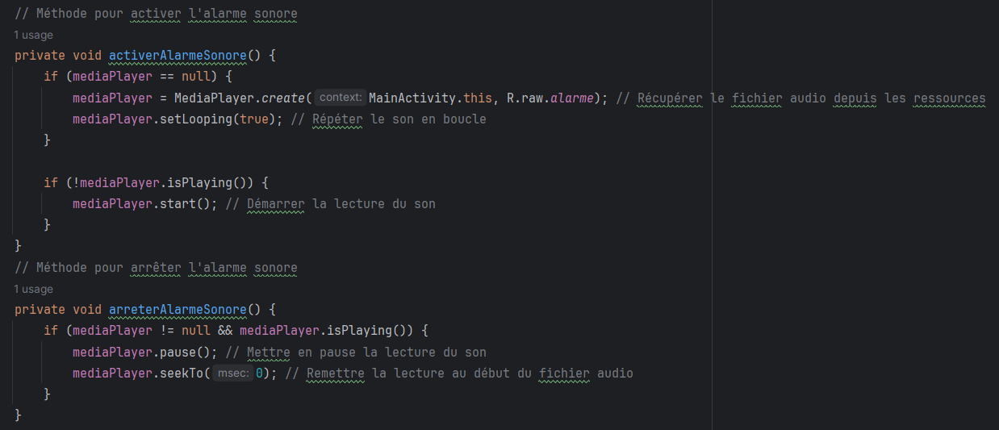 // Méthode pour activer l'alarme sonore
1 usage
private void activerAlarmeSonore() {
    if (mediaPlayer == null) {
        mediaPlayer = MediaPlayer.create( context: MainActivity.this, R.raw.alarme); // Récupérer le fichier audio depuis les ressources
        mediaPlayer.setLooping(true); // Répéter le son en boucle
    }

    if (!mediaPlayer.isPlaying()) {
        mediaPlayer.start(); // Démarrer la lecture du son
    }
}
// Méthode pour arrêter l'alarme sonore
1 usage
private void arreterAlarmeSonore() {
    if (mediaPlayer != null && mediaPlayer.isPlaying()) {
        mediaPlayer.pause(); // Mettre en pause la lecture du son
        mediaPlayer.seekTo( msec: 0); // Remettre la lecture au début du fichier audio
    }
}